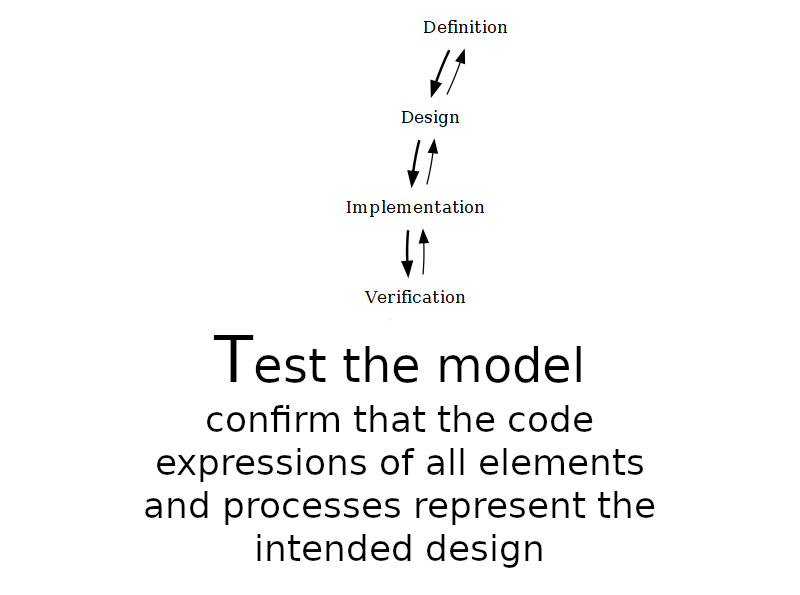 Definition
Design
Implementation
Verification
Test the model
confirm that the code
expressions of all elements
and processes represent the
intended design